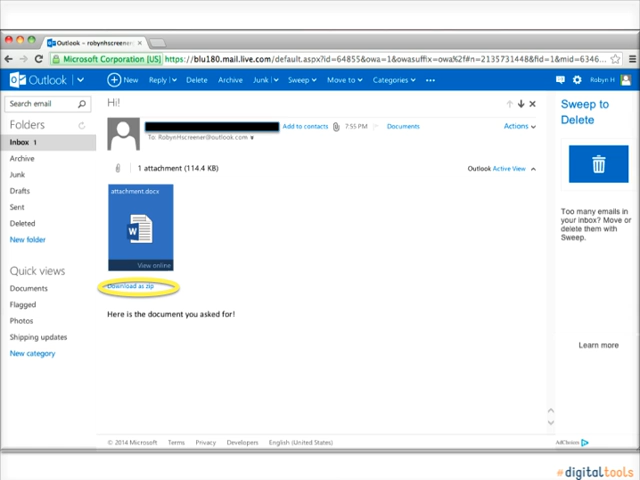 Outlook – robynhscreener
Microsoft Corporation [US] https://blu180.mail.live.com/default.aspx?id=64855&owa=1&owasuffix=owa%2f#n=2135731448&fid=1&mid=6346
Outlook New Reply Delete Archive Junk Sweep Move to Categories ... Robyn H
Search email
Folders
Inbox 1
Archive
Junk
Drafts
Sent
Deleted
New folder
Quick views
Documents
Flagged
Photos
Shipping updates
New category
Hi!
Add to contacts 7:55 PM Documents Actions
To: RobynHScreener@outlook.com
1 attachment (114.4 KB) Outlook Active View
attachment.docx
W
View online
Download as zip
Here is the document you asked for!
Sweep to
Delete
Too many emails in
your inbox? Move or
delete them with
Sweep.
Learn more
AdChoices
© 2014 Microsoft Terms Privacy Developers English (United States)
#digitaltools